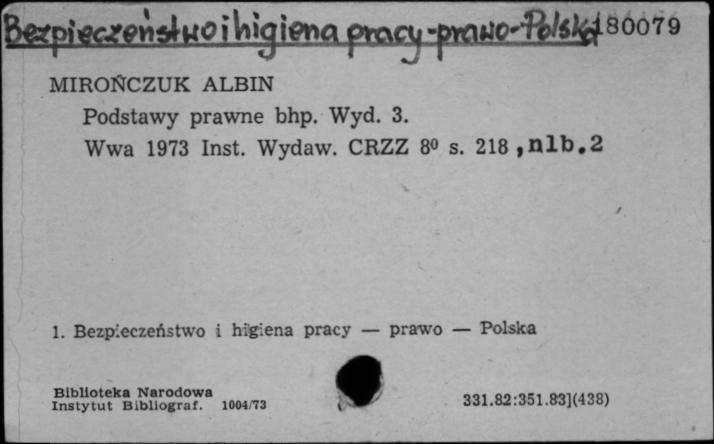 Bezpieczeństwo i higiena pracy-prawo-Polska 180079
MIROŃCZUK ALBIN
Podstawy prawne bhp. Wyd. 3.
Wwa 1973 Inst. Wydaw. CRZZ 8⁰ s. 218 , nlb.2
1. Bezpieczeństwo i higiena pracy — prawo — Polska
Biblioteka Narodowa
Instytut Bibliograf. 1004/73
331.82:351.83](438)